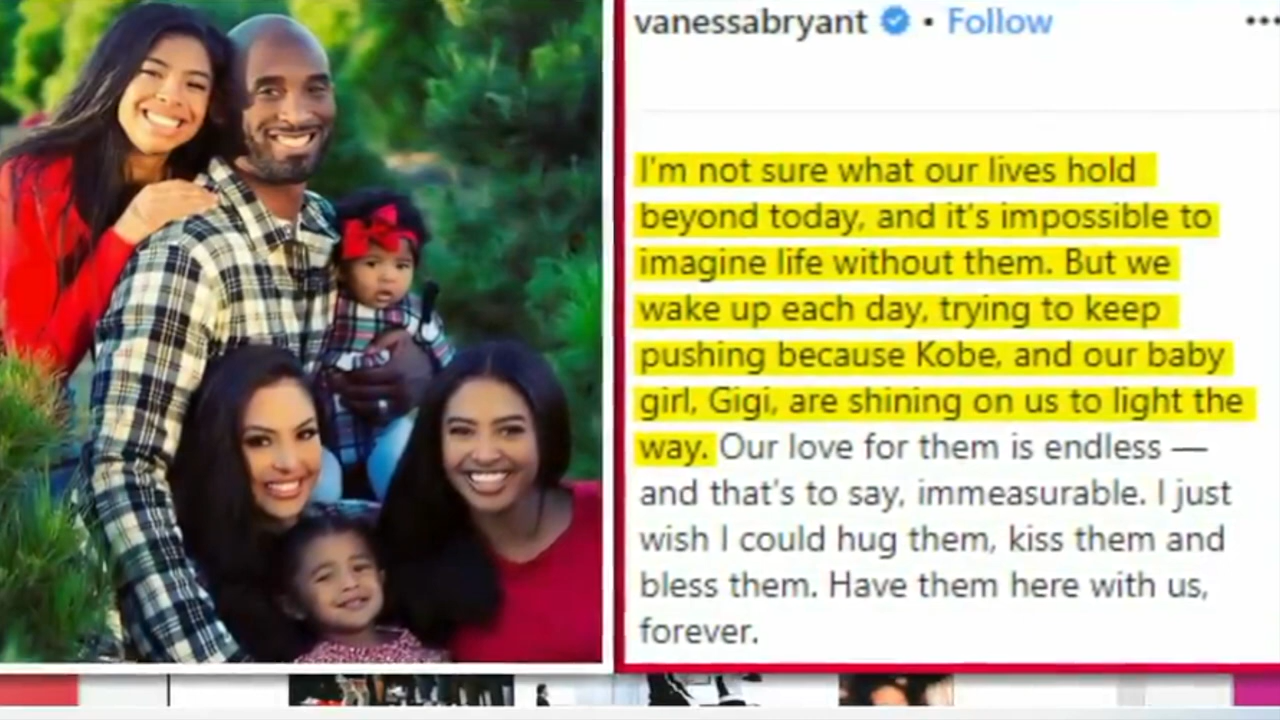 vanessabryant • Follow •••
I'm not sure what our lives hold
beyond today, and it's impossible to
imagine life without them. But we
wake up each day, trying to keep
pushing because Kobe, and our baby
girl, Gigi, are shining on us to light the
way. Our love for them is endless —
and that's to say, immeasurable. I just
wish I could hug them, kiss them and
bless them. Have them here with us,
forever.